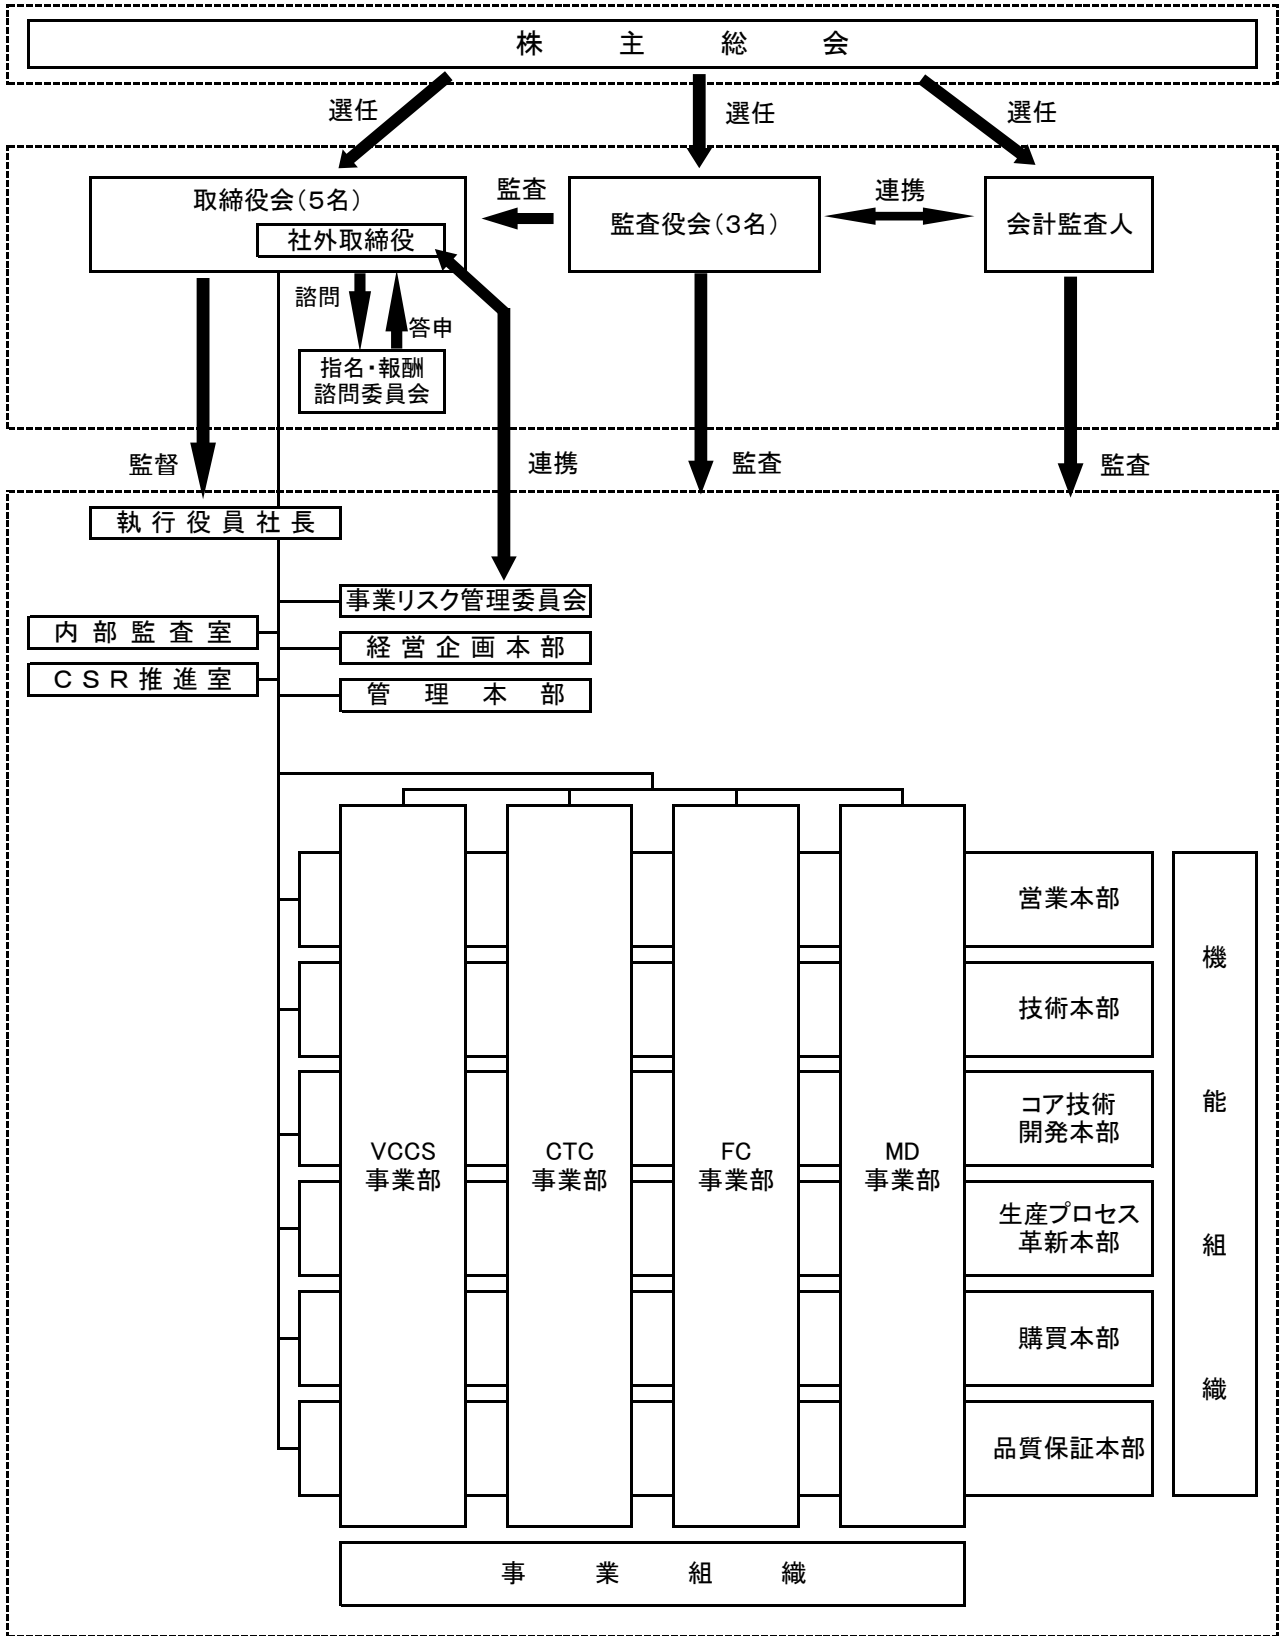 株主総会
選任
選任
選任
取締役会（5名）
社外取締役
監査
監査役会（3名）
連携
会計監査人
諮問
答申
指名・報酬
諮問委員会
監督
連携
監査
監査
執行役員社長
事業リスク管理委員会
内部監査室
経営企画本部
CSR推進室
管理本部
VCCS
事業部
CTC
事業部
FC
事業部
MD
事業部
営業本部
技術本部
コア技術
開発本部
生産プロセス
革新本部
購買本部
品質保証本部
機能組織
事業組織